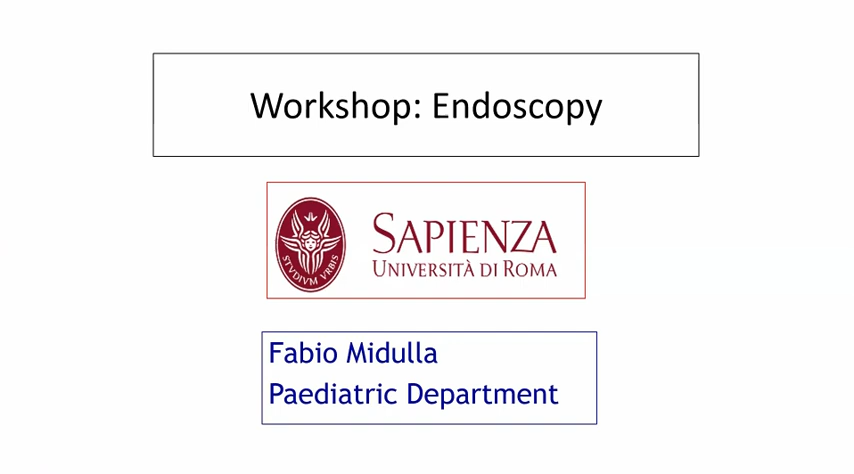 Workshop: Endoscopy
STVDIVM VRBIS
SAPIENZA
UNIVERSITÀ DI ROMA
Fabio Midulla
Paediatric Department